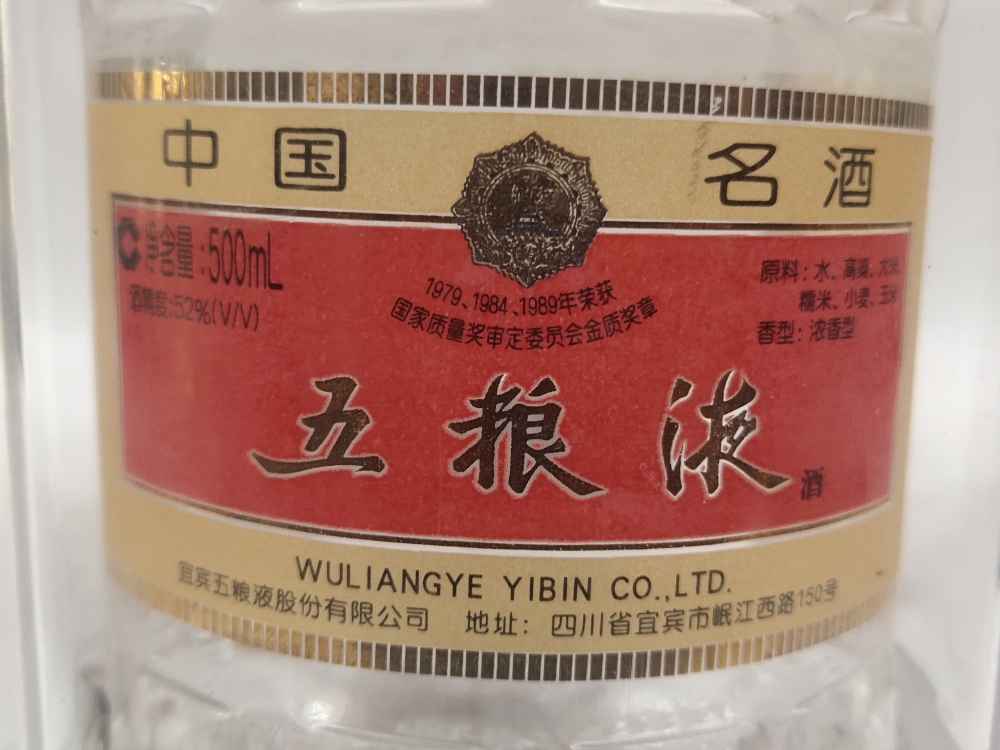 中国名酒
净含量:500mL
酒精度:52%(V/V)
1979、1984、1989年荣获
国家质量奖审定委员会金质奖章
原料:水、高粱、大米、
糯米、小麦、玉米
香型:浓香型
五粮液
酒
WULIANGYE YIBIN CO.,LTD.
宜宾五粮液股份有限公司 地址: 四川省宜宾市岷江西路150号